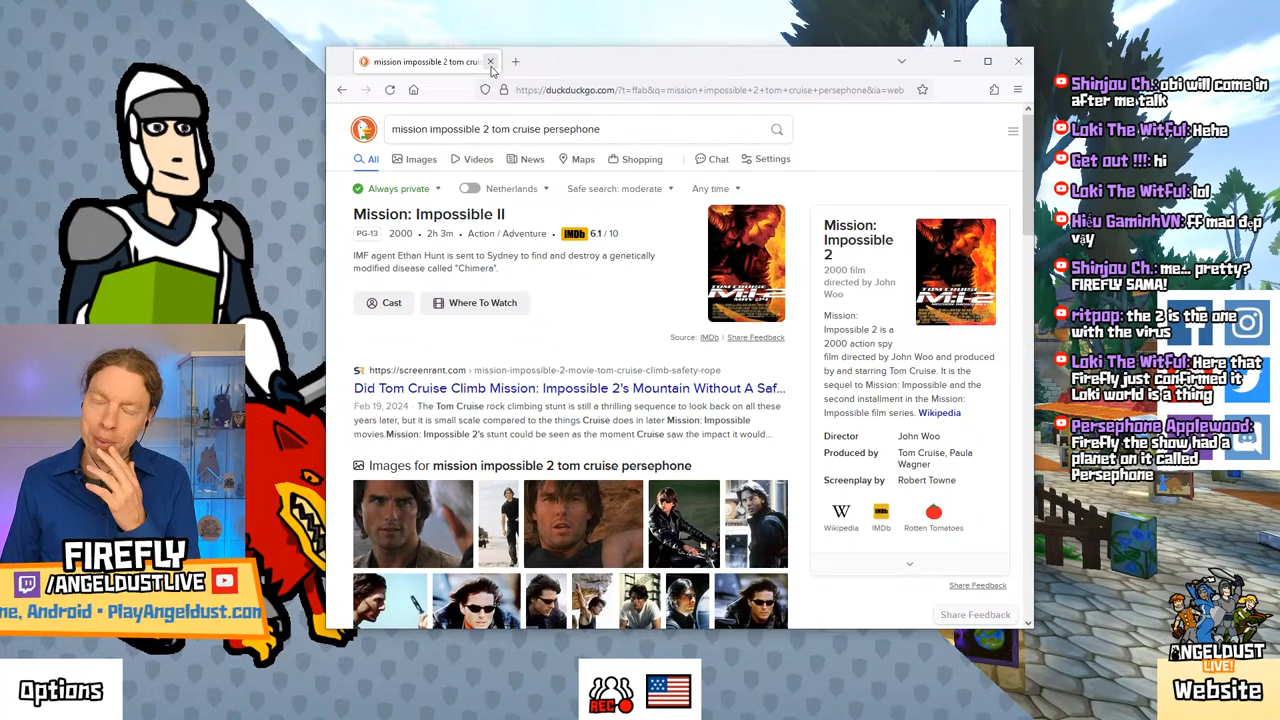 mission impossible 2 tom crui
https://duckduckgo.com/?t=ffab&q=mission+impossible+2+tom+cruise+persephone&ia=web
mission impossible 2 tom cruise persephone
All
Images
Videos
News
Maps
Shopping
Chat
Settings
Always private
Netherlands
Safe search: moderate
Any time
Mission: Impossible II
PG-13 2000 • 2h 3m • Action / Adventure • IMDb 6.1 / 10
IMF agent Ethan Hunt is sent to Sydney to find and destroy a genetically
modified disease called "Chimera".
Cast
Where To Watch
TOM CRUISE
M:I-2
Source: IMDb | Share Feedback
SR https://screenrant.com › mission-impossible-2-movie-tom-cruise-climb-safety-rope
Did Tom Cruise Climb Mission: Impossible 2's Mountain Without A Saf...
Feb 19, 2024 · The Tom Cruise rock climbing stunt is still a thrilling sequence to look back on all these
years later, but it is small scale compared to the things Cruise does in later Mission: Impossible
movies.Mission: Impossible 2's stunt could be seen as the moment Cruise saw the impact it would...
Images for mission impossible 2 tom cruise persephone
Mission:
Impossible
2
2000 film
directed by John
Woo
TOM CRUISE
M:I-2
Mission:
Impossible 2 is a
2000 action spy
film directed by John Woo and produced
by and starring Tom Cruise. It is the
sequel to Mission: Impossible and the
second installment in the Mission:
Impossible film series. Wikipedia
Director John Woo
Produced by Tom Cruise, Paula
Wagner
Screenplay by Robert Towne
W
IMDb
Wikipedia
IMDb
Rotten Tomatoes
Share Feedback
Share Feedback
Shinjou Ch.: obi will come in
after me talk
Loki The Witful: Hehe
Get out !!!: hi
Loki The Witful: lol
Hiếu GaminhVN: ff mad đẹp
vậy
Shinjou Ch.: me... pretty?
FIREFLY SAMA!
ritpop: the 2 is the one
with the virus
Loki The Witful: Here that
Firefly just confirmed it
Loki world is a thing
Persephone Applewood:
Firefly the show had a
planet on it called
Persephone
FIREFLY
/ANGELDUSTLIVE
ne, Android • PlayAngeldust.con
Options
REC
ANGELDUST
LIVE!
Website